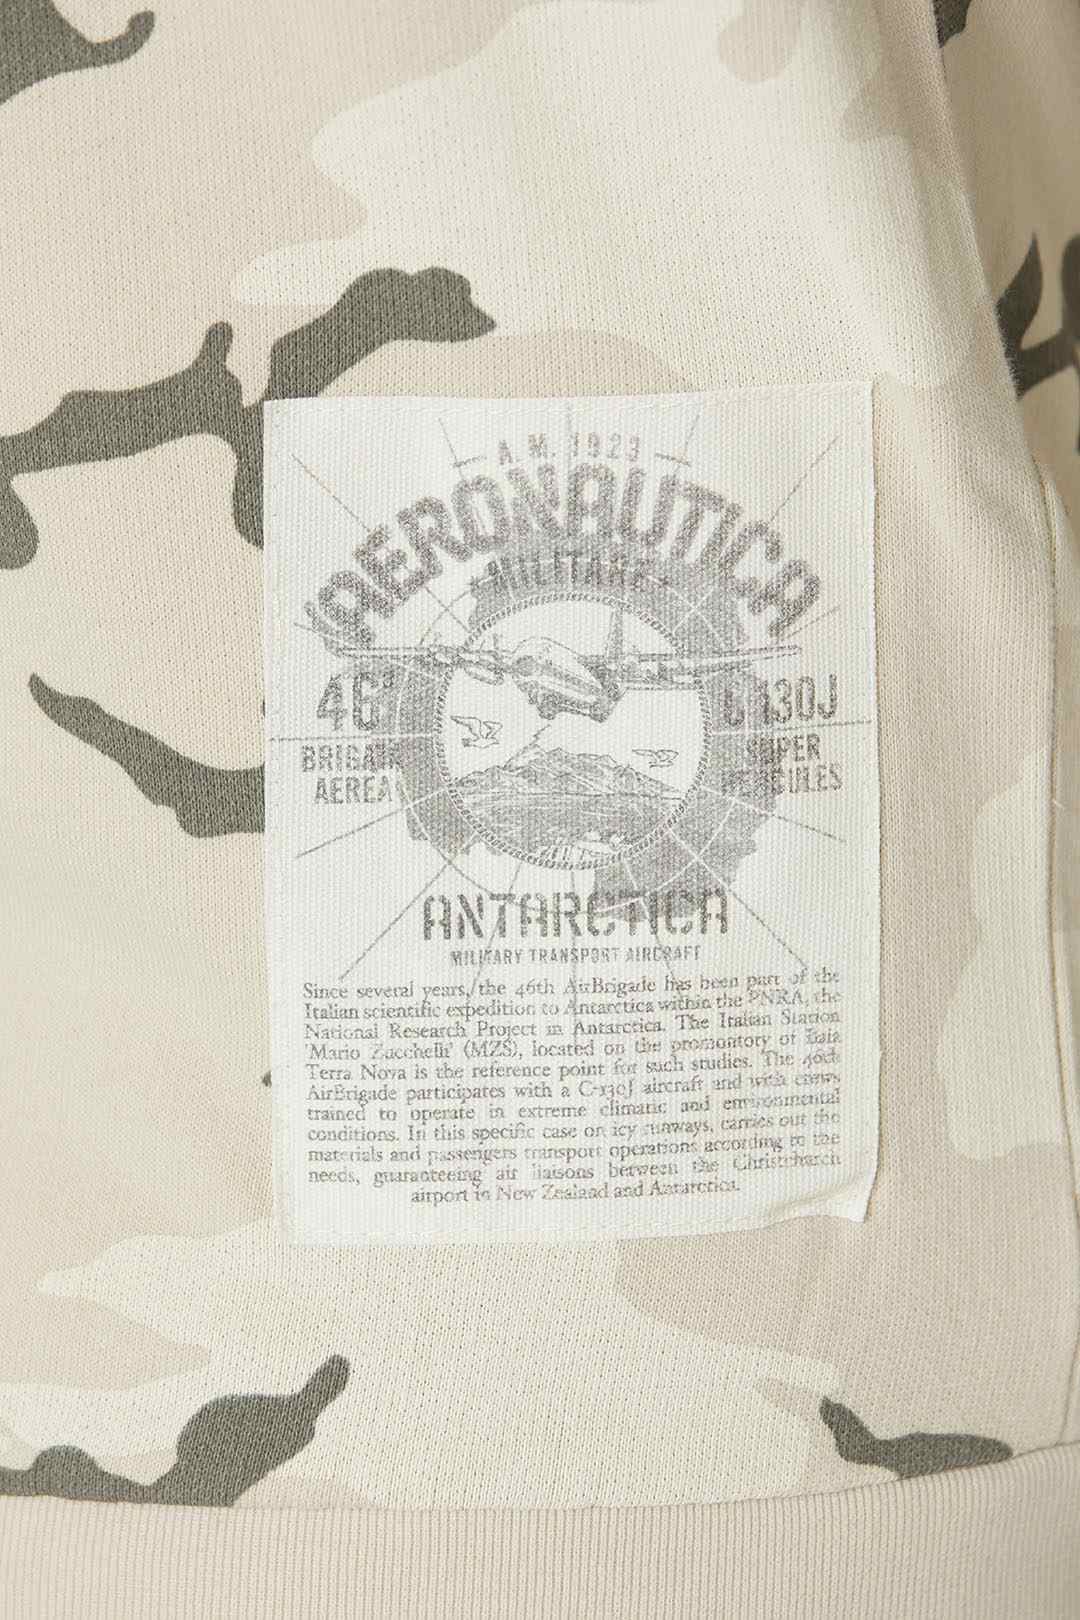 A. M. 1923
AERONAUTICA
MILITARE
46ª
BRIGATA
AEREA
C-130J
SUPER
HERCULES
ANTARCTICA
MILITARY TRANSPORT AIRCRAFT
Since several years, the 46th AirBrigade has been part of the
Italian scientific expedition to Antarctica within the PNRA, the
National Research Project in Antarctica. The Italian Station
'Mario Zucchelli' (MZS), located on the promontory of Baia
Terra Nova is the reference point for such studies. The 46th
AirBrigade participates with a C-130J aircraft and with crews
trained to operate in extreme climatic and environmental
conditions. In this specific case on icy runways, carries out the
materials and passengers transport operations according to the
needs, guaranteeing air liaisons between the Christchurch
airport in New Zealand and Antarctica.